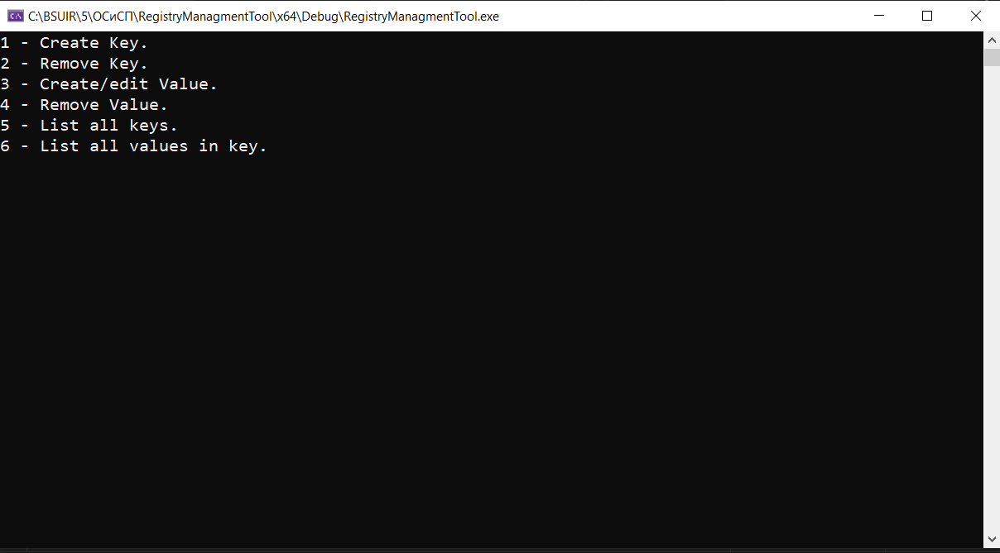 C:\BSUIR\5\ОСиСП\RegistryManagmentTool\x64\Debug\RegistryManagmentTool.exe
1 - Create Key.
2 - Remove Key.
3 - Create/edit Value.
4 - Remove Value.
5 - List all keys.
6 - List all values in key.